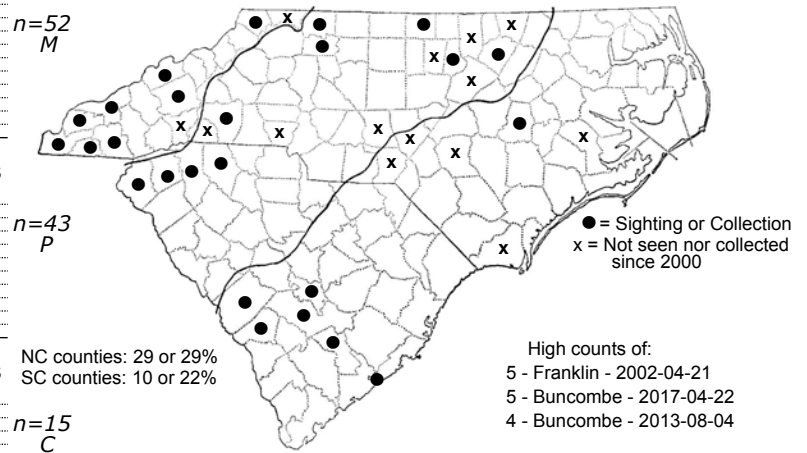 n=52
M
n=43
P
n=15
C
● = Sighting or Collection
x = Not seen nor collected
since 2000
NC counties: 29 or 29%
SC counties: 10 or 22%
High counts of:
5 - Franklin - 2002-04-21
5 - Buncombe - 2017-04-22
4 - Buncombe - 2013-08-04